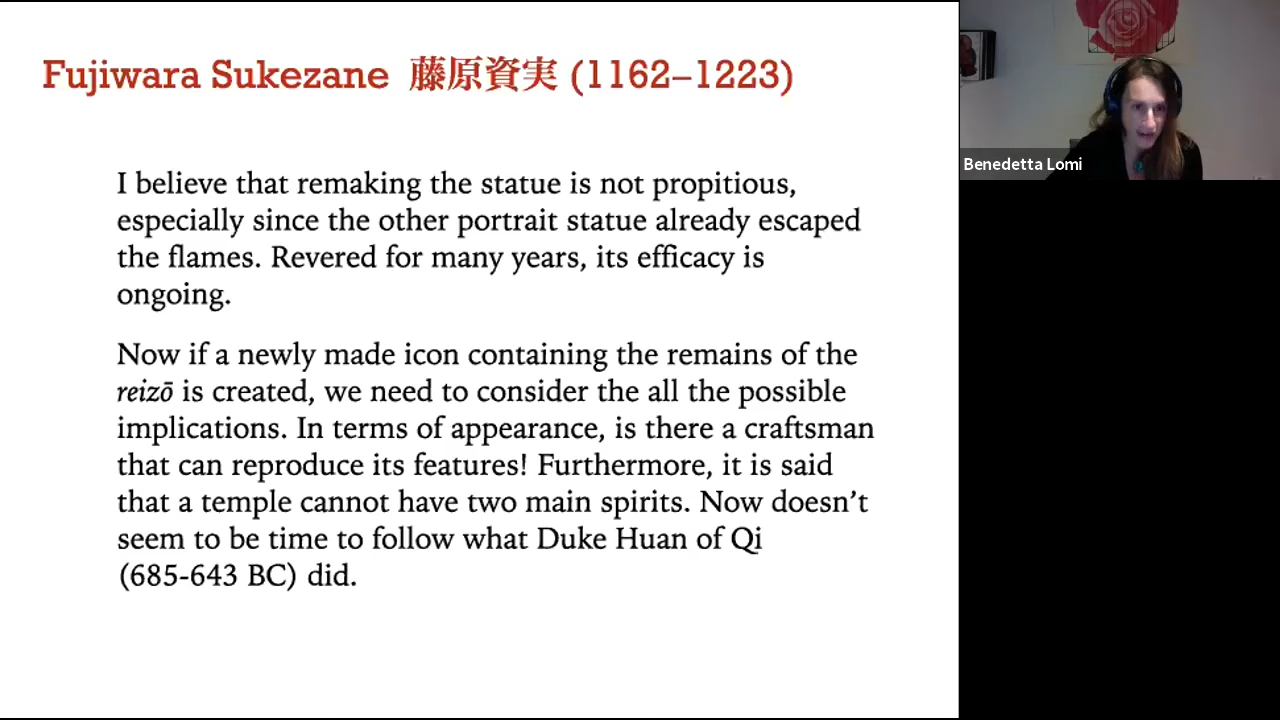 Fujiwara Sukezane 藤原資実 (1162–1223)
I believe that remaking the statue is not propitious,
especially since the other portrait statue already escaped
the flames. Revered for many years, its efficacy is
ongoing.
Now if a newly made icon containing the remains of the
reizō is created, we need to consider the all the possible
implications. In terms of appearance, is there a craftsman
that can reproduce its features! Furthermore, it is said
that a temple cannot have two main spirits. Now doesn’t
seem to be time to follow what Duke Huan of Qi
(685-643 BC) did.
Benedetta Lomi